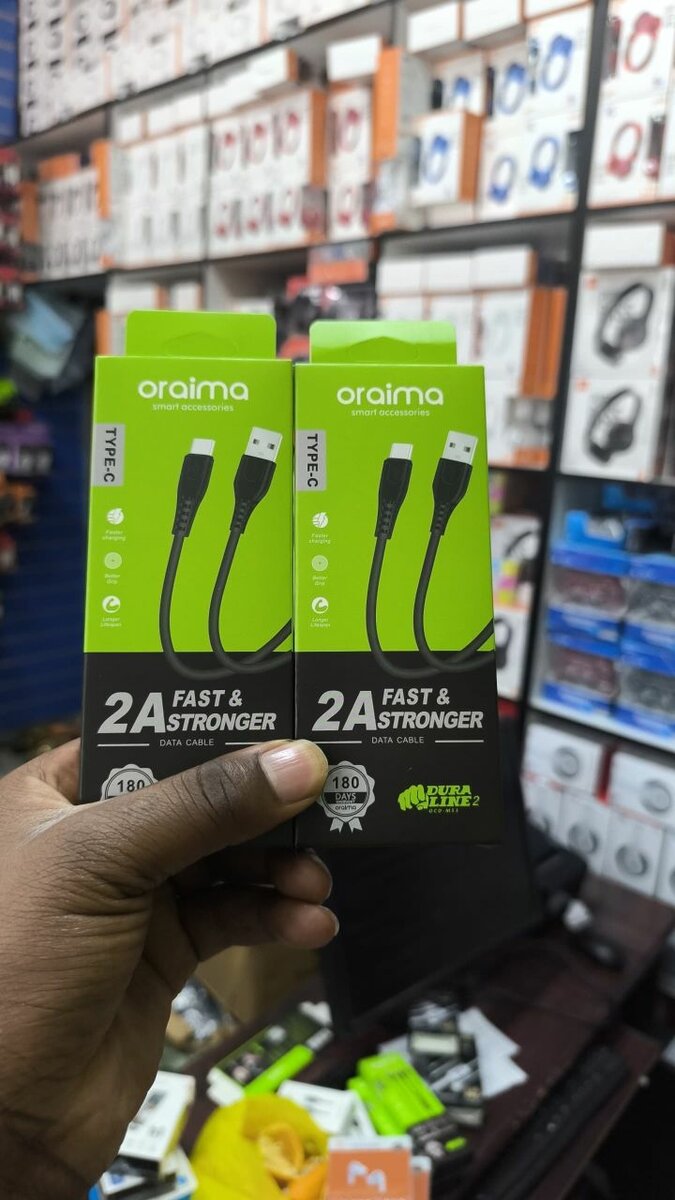 oraima
smart accessories
TYPE-C
Faster
charging
Better
Grip
Longer
Lifespan
2A FAST &
STRONGER
DATA CABLE
180
oraima
smart accessories
TYPE-C
Faster
charging
Better
Grip
Longer
Lifespan
2A FAST &
STRONGER
DATA CABLE
180
DAYS
oraima
DURA
LINE 2